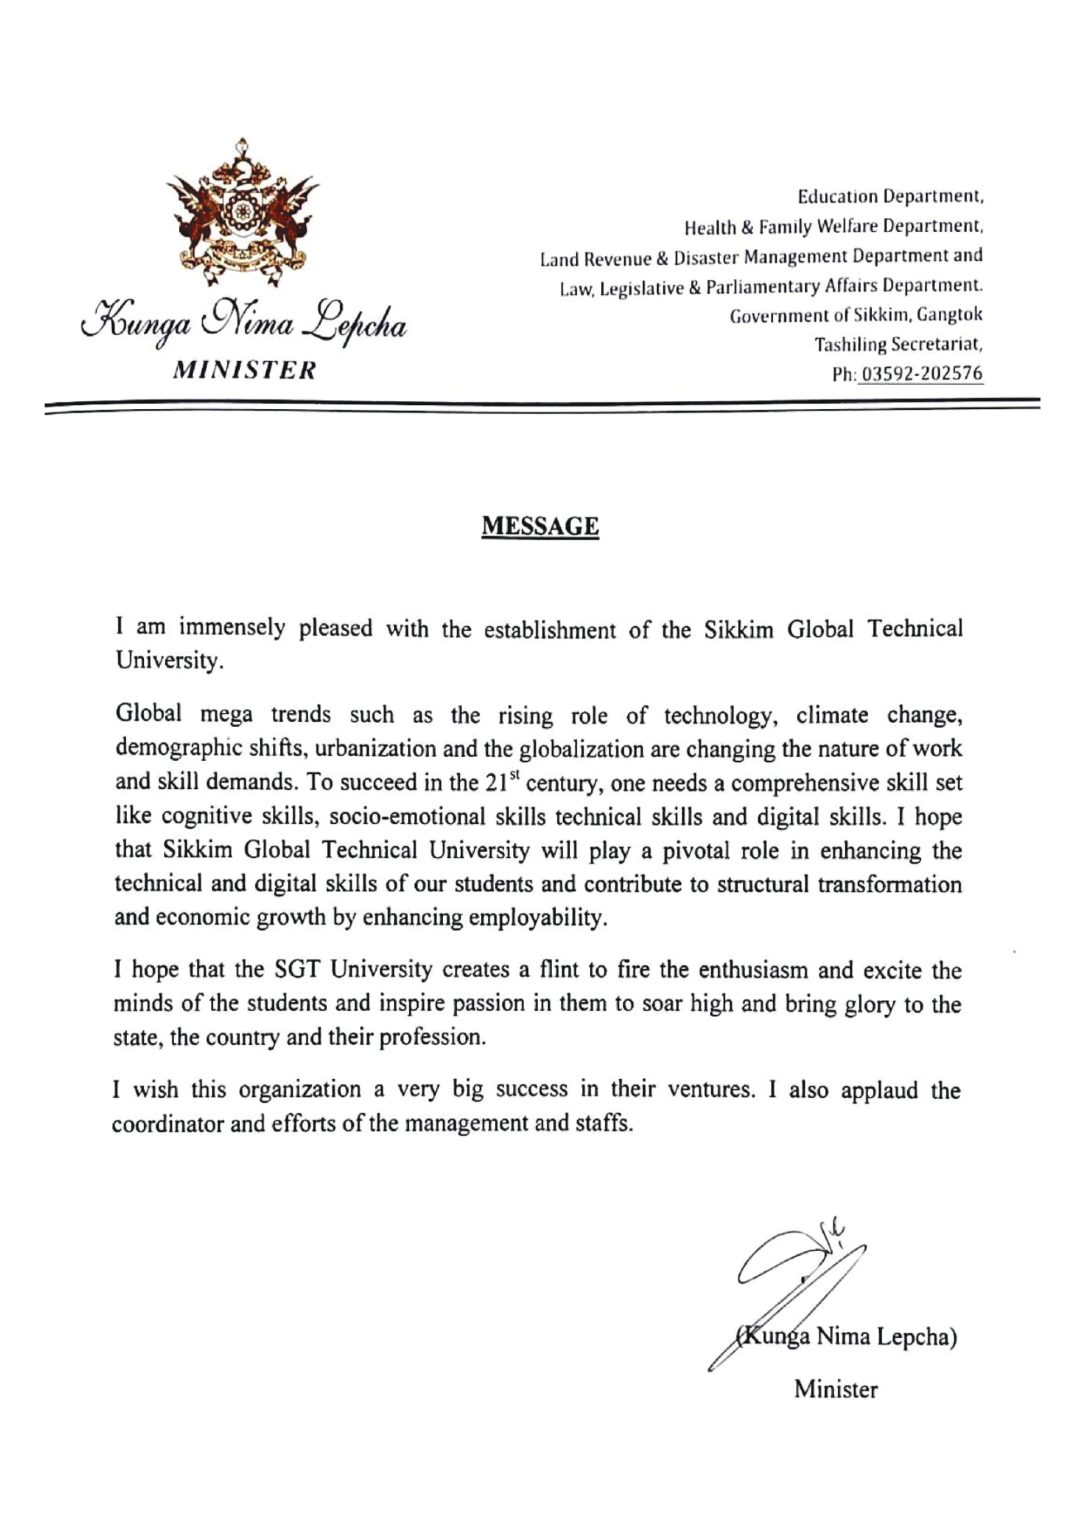 Kunga Nima Lepcha
MINISTER
Education Department,
Health & Family Welfare Department,
Land Revenue & Disaster Management Department and
Law, Legislative & Parliamentary Affairs Department.
Government of Sikkim, Gangtok
Tashiling Secretariat,
Ph: 03592-202576
MESSAGE
I am immensely pleased with the establishment of the Sikkim Global Technical
University.
Global mega trends such as the rising role of technology, climate change,
demographic shifts, urbanization and the globalization are changing the nature of work
and skill demands. To succeed in the 21st century, one needs a comprehensive skill set
like cognitive skills, socio-emotional skills technical skills and digital skills. I hope
that Sikkim Global Technical University will play a pivotal role in enhancing the
technical and digital skills of our students and contribute to structural transformation
and economic growth by enhancing employability.
I hope that the SGT University creates a flint to fire the enthusiasm and excite the
minds of the students and inspire passion in them to soar high and bring glory to the
state, the country and their profession.
I wish this organization a very big success in their ventures. I also applaud the
coordinator and efforts of the management and staffs.
(Kunga Nima Lepcha)
Minister